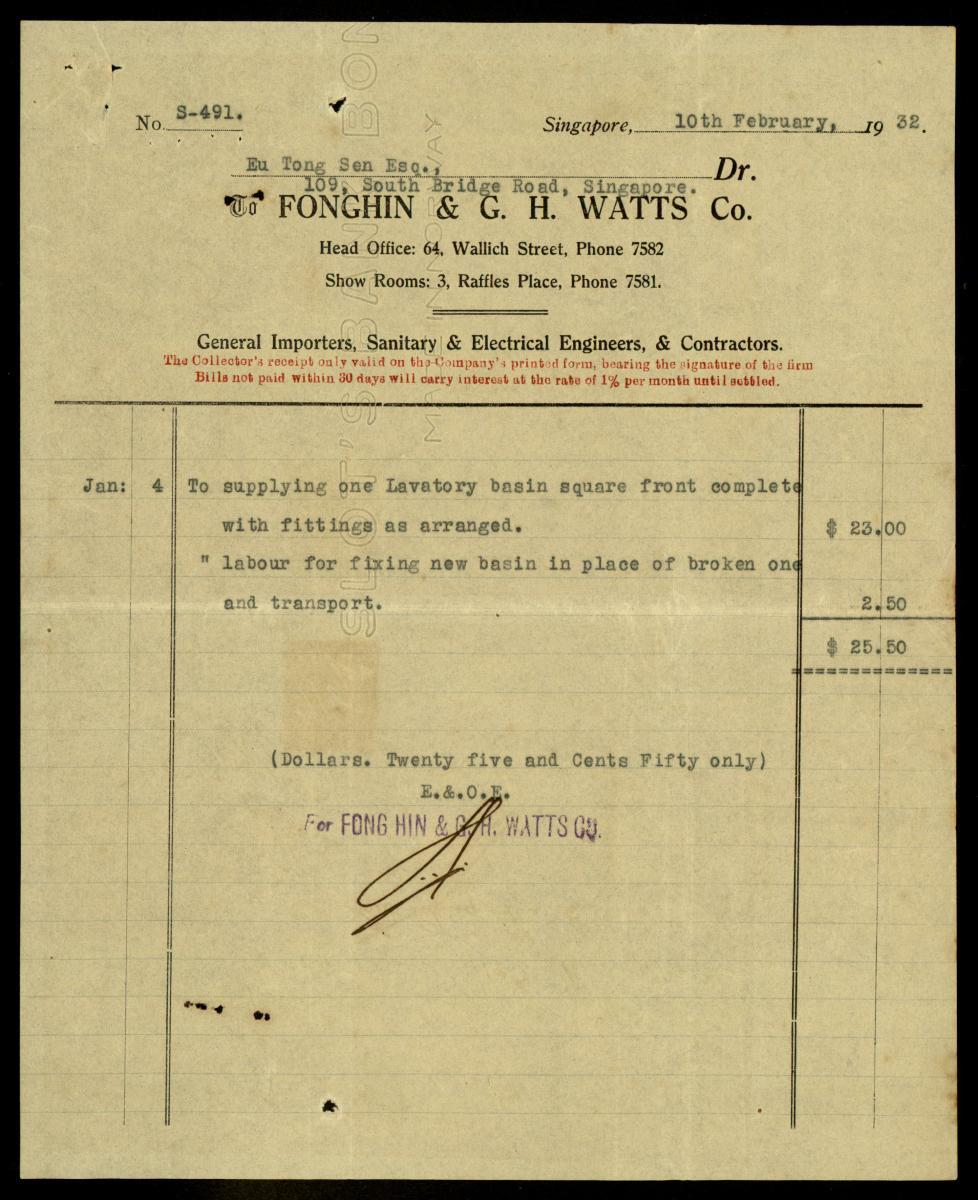 No. S-491.
Singapore, 10th February, 1932.
Eu Tong Sen Esq., Dr.
109, South Bridge Road, Singapore.
To FONGHIN & G. H. WATTS Co.
Head Office: 64, Wallich Street, Phone 7582
Show Rooms: 3, Raffles Place, Phone 7581.
General Importers, Sanitary & Electrical Engineers, & Contractors.
The Collector's receipt only valid on the Company's printed form, bearing the signature of the firm
Bills not paid within 30 days will carry interest at the rate of 1% per month until settled.
Jan: 4 To supplying one Lavatory basin square front complete
with fittings as arranged. $ 23.00
" labour for fixing new basin in place of broken one
and transport. 2.50
$ 25.50
(Dollars. Twenty five and Cents Fifty only)
E.&.O.E.
For FONG HIN & G. H. WATTS CO.